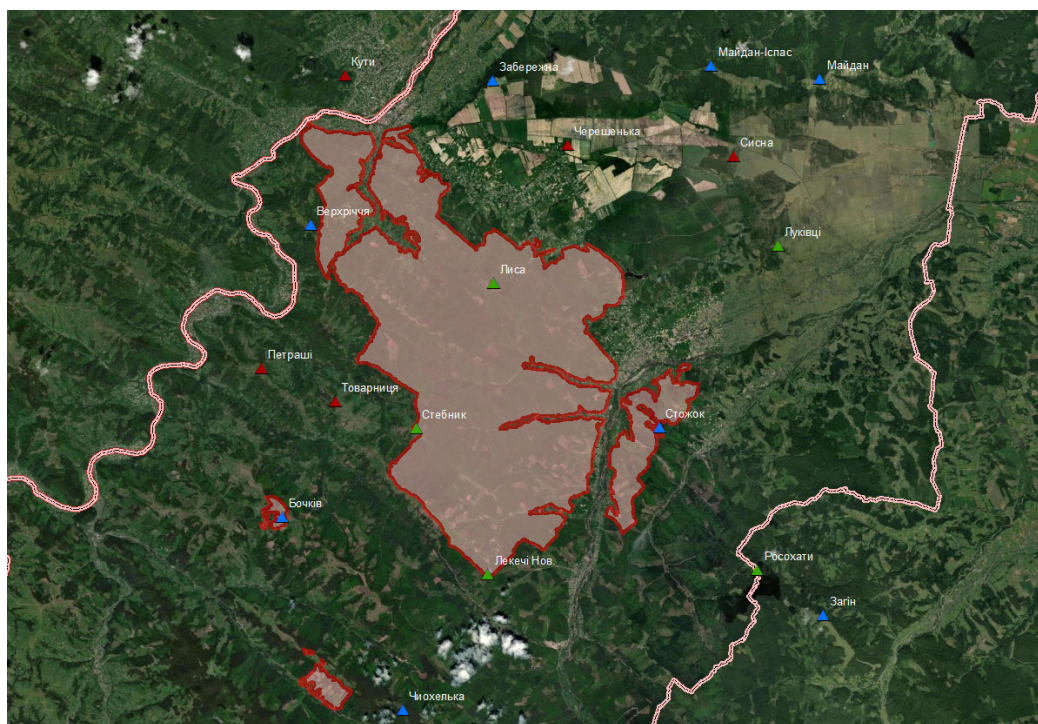 Майдан-Іспас
Кути
Забережна
Майдан
Черешенька
Сисна
Верхріччя
Луківці
Лиса
Петраші
Товарниця
Стебник
Стожок
Бочків
Лекечі Нов
Росохати
Загін
Чиохелька